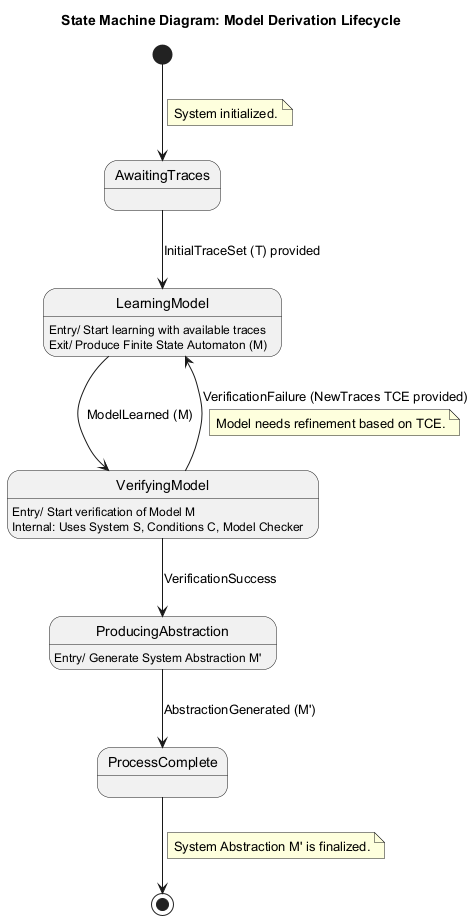 State Machine Diagram: Model Derivation Lifecycle
System initialized.
AwaitingTraces
InitialTraceSet (T) provided
LearningModel
Entry/ Start learning with available traces
Exit/ Produce Finite State Automaton (M)
VerificationFailure (NewTraces TCE provided)
ModelLearned (M)
Model needs refinement based on TCE.
VerifyingModel
Entry/ Start verification of Model M
Internal: Uses System S, Conditions C, Model Checker
VerificationSuccess
ProducingAbstraction
Entry/ Generate System Abstraction M'
AbstractionGenerated (M')
ProcessComplete
System Abstraction M' is finalized.